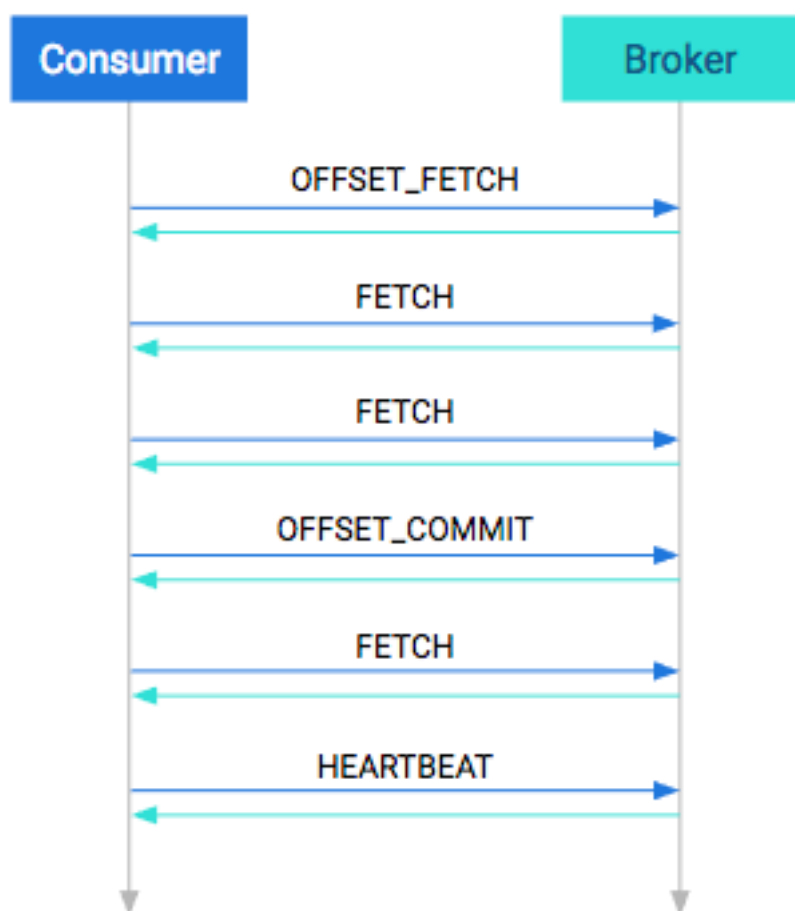 Consumer
Broker
OFFSET_FETCH
FETCH
FETCH
OFFSET_COMMIT
FETCH
HEARTBEAT